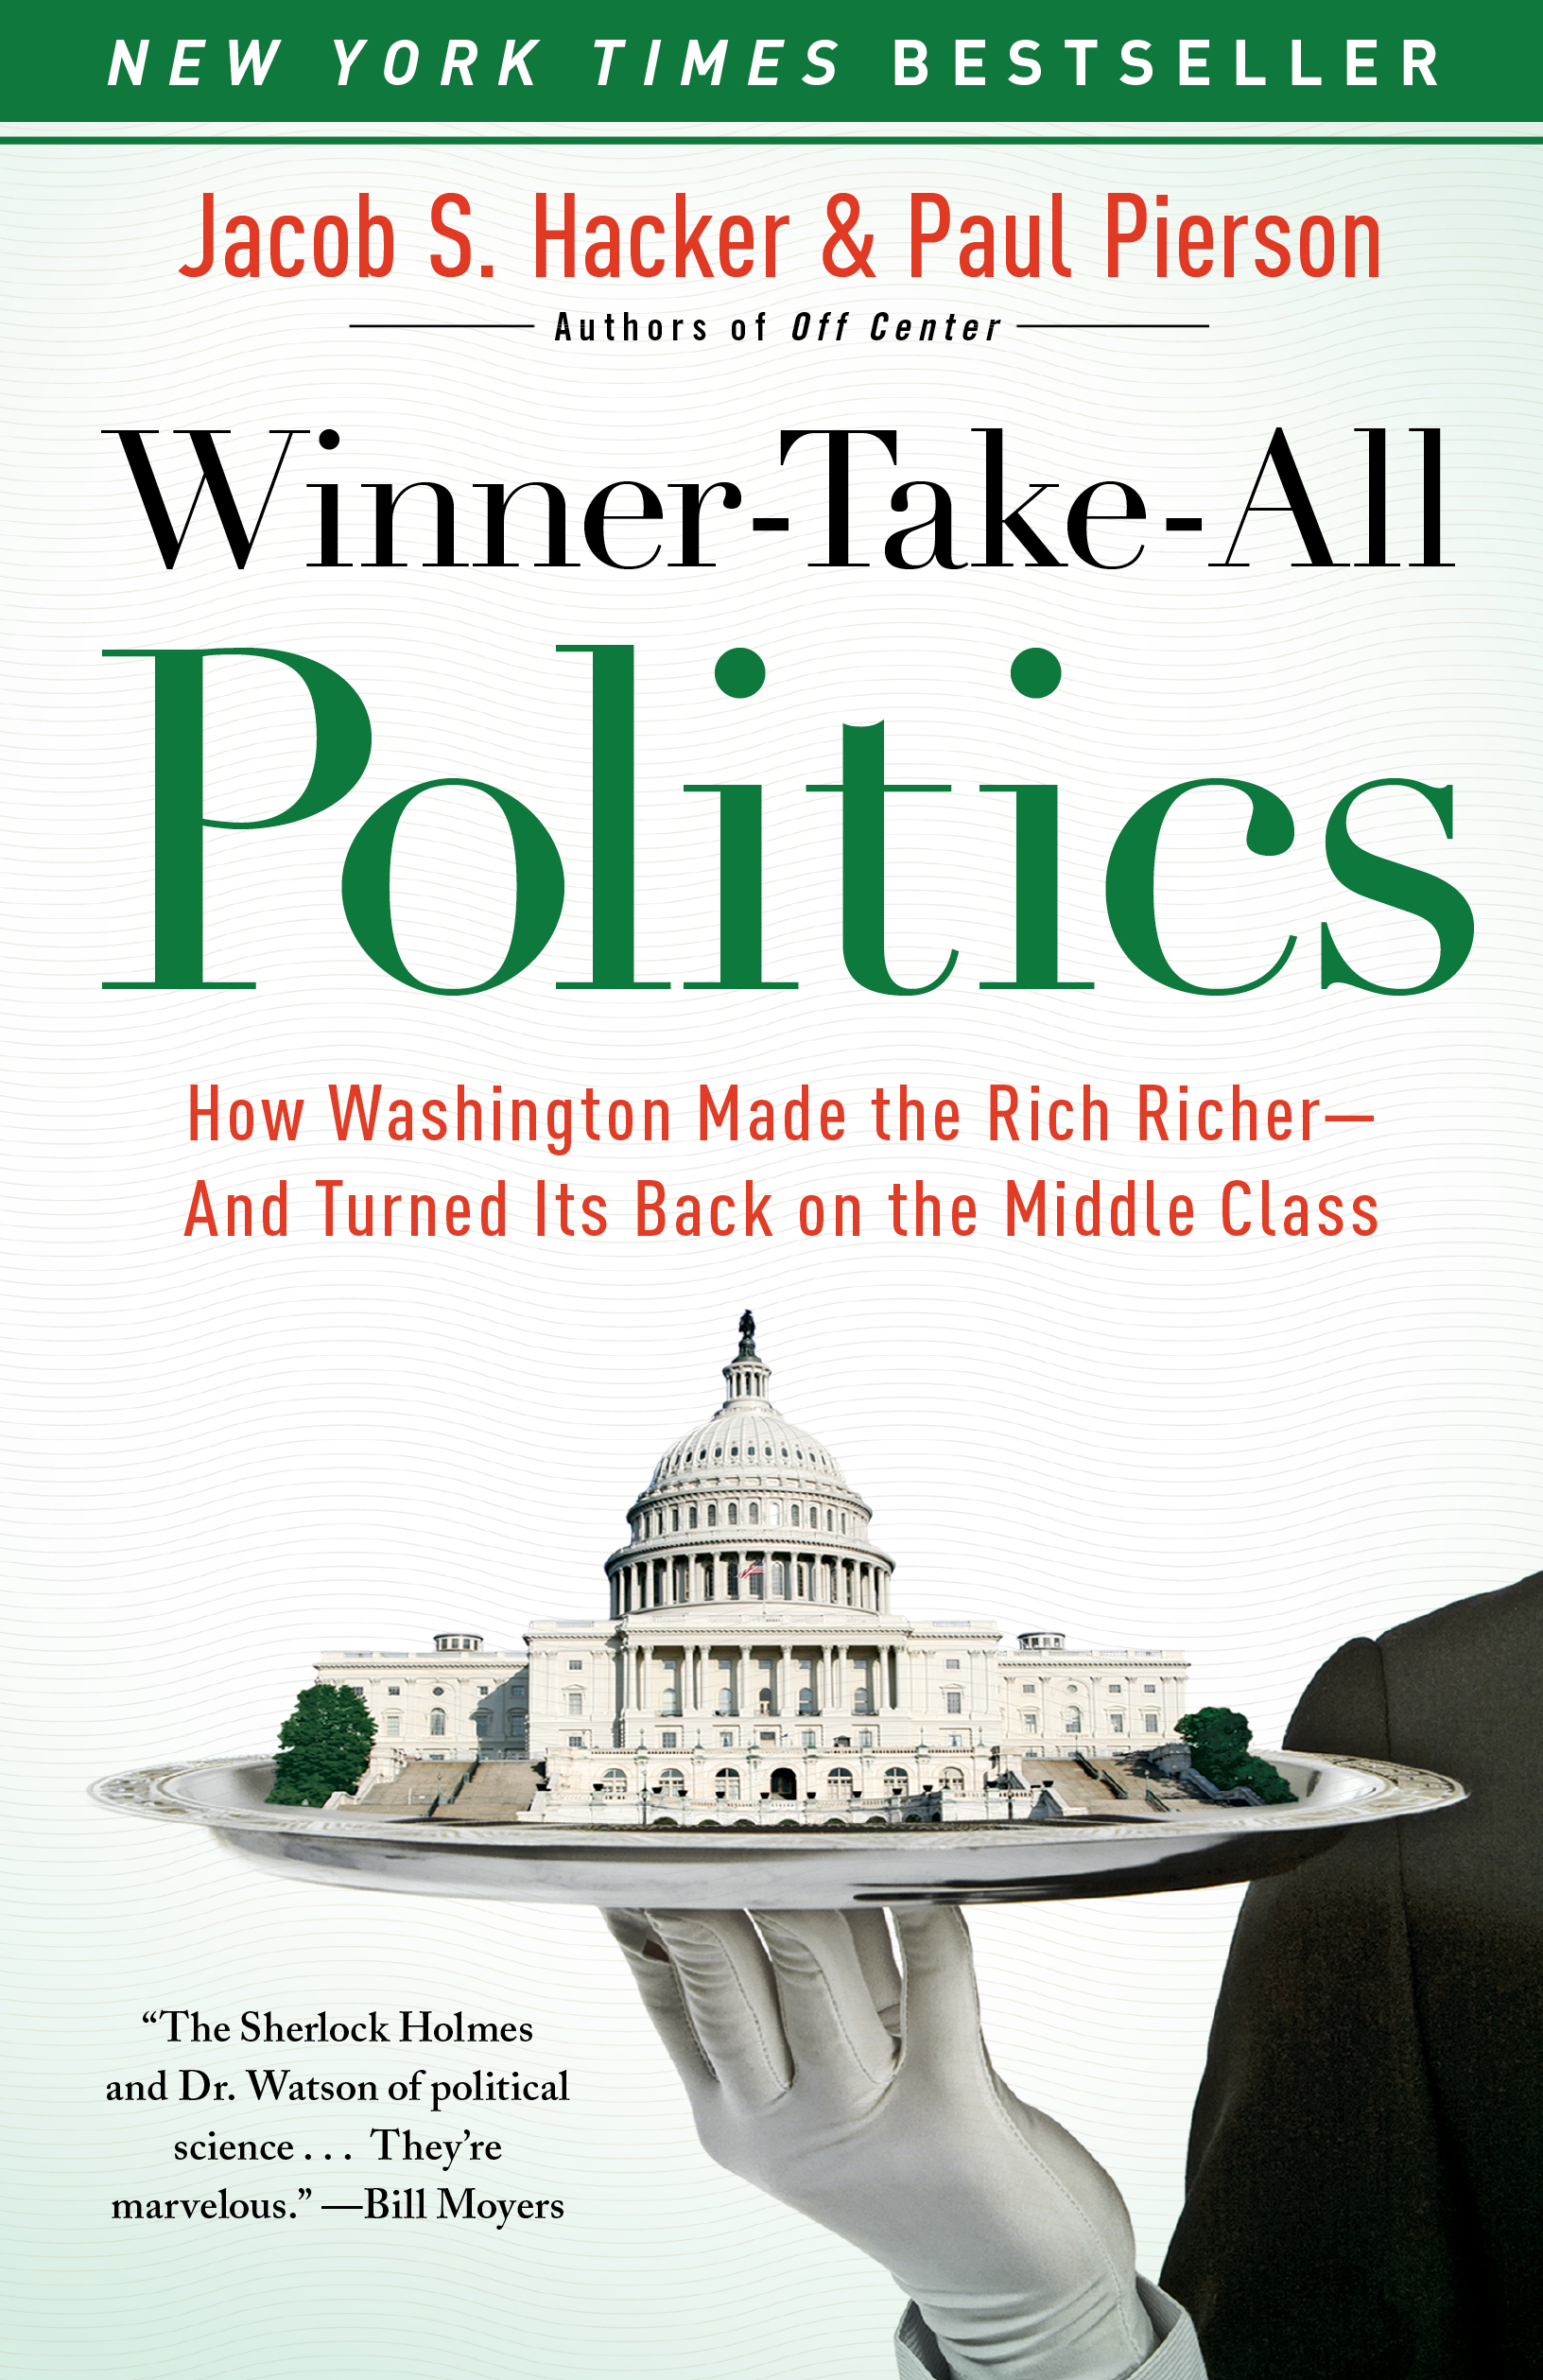 NEW YORK TIMES BESTSELLER
Jacob S. Hacker & Paul Pierson
Authors of Off Center
Winner-Take-All
Politics
How Washington Made the Rich Richer—
And Turned Its Back on the Middle Class
“The Sherlock Holmes
and Dr. Watson of political
science . . . They’re
marvelous.” —Bill Moyers